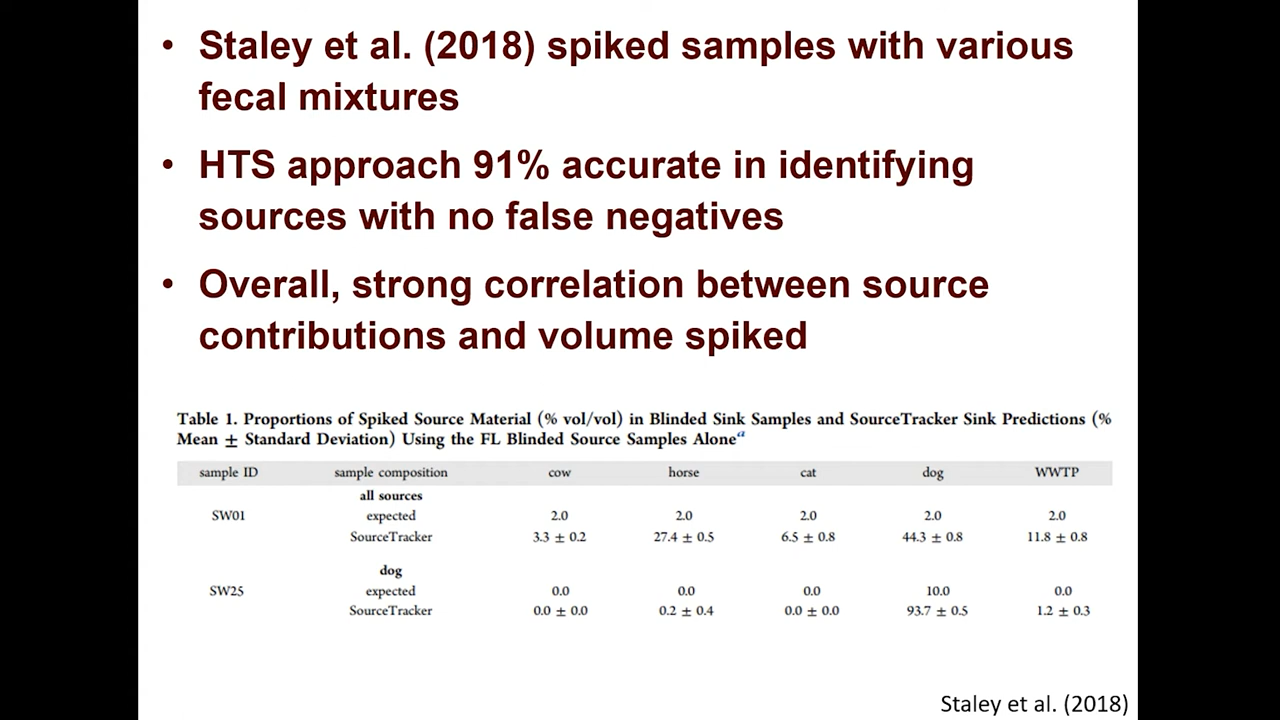 • Staley et al. (2018) spiked samples with various
fecal mixtures
• HTS approach 91% accurate in identifying
sources with no false negatives
• Overall, strong correlation between source
contributions and volume spiked
Table 1. Proportions of Spiked Source Material (% vol/vol) in Blinded Sink Samples and SourceTracker Sink Predictions (%
Mean ± Standard Deviation) Using the FL Blinded Source Samples Alone^a
sample ID sample composition cow horse cat dog WWTP
all sources
SW01 expected 2.0 2.0 2.0 2.0 2.0
SourceTracker 3.3 ± 0.2 27.4 ± 0.5 6.5 ± 0.8 44.3 ± 0.8 11.8 ± 0.8
dog
SW25 expected 0.0 0.0 0.0 10.0 0.0
SourceTracker 0.0 ± 0.0 0.2 ± 0.4 0.0 ± 0.0 93.7 ± 0.5 1.2 ± 0.3
Staley et al. (2018)